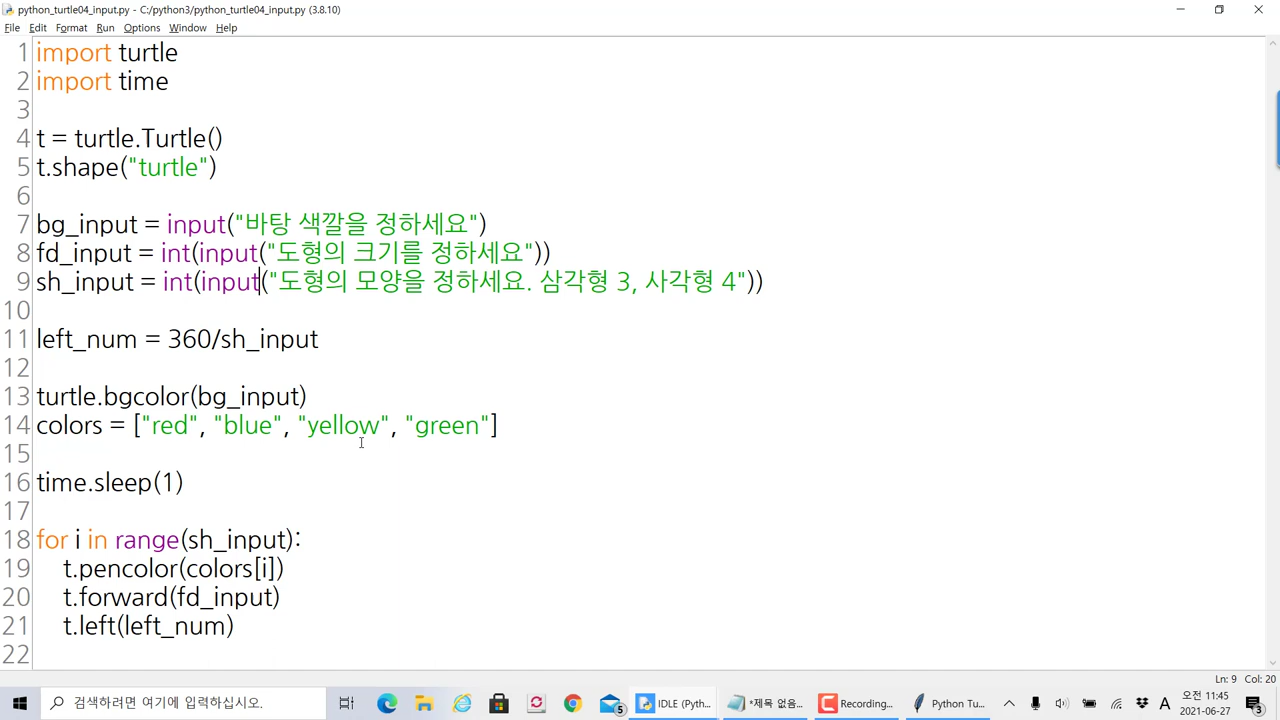 python_turtle04_input.py - C:/python3/python_turtle04_input.py (3.8.10)
File Edit Format Run Options Window Help
1 import turtle
2 import time
3
4 t = turtle.Turtle()
5 t.shape("turtle")
6
7 bg_input = input("바탕 색깔을 정하세요")
8 fd_input = int(input("도형의 크기를 정하세요"))
9 sh_input = int(input("도형의 모양을 정하세요. 삼각형 3, 사각형 4"))
10
11 left_num = 360/sh_input
12
13 turtle.bgcolor(bg_input)
14 colors = ["red", "blue", "yellow", "green"]
15
16 time.sleep(1)
17
18 for i in range(sh_input):
19 t.pencolor(colors[i])
20 t.forward(fd_input)
21 t.left(left_num)
22
Ln: 9 Col: 20
검색하려면 여기에 입력하십시오.
5
IDLE (Pyth...
*제목 없음...
Recording...
Python Tu...
A
오전 11:45
2021-06-27
3